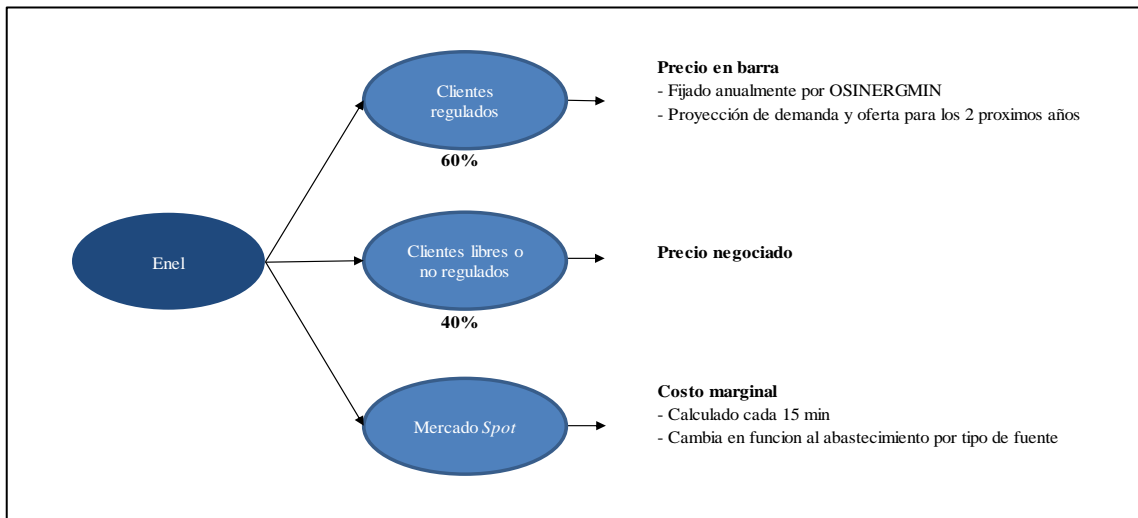 Enel
Clientes
regulados
60%
Precio en barra
- Fijado anualmente por OSINERGMIN
- Proyección de demanda y oferta para los 2 proximos años
Clientes libres o
no regulados
40%
Precio negociado
Mercado Spot
Costo marginal
- Calculado cada 15 min
- Cambia en funcion al abastecimiento por tipo de fuente